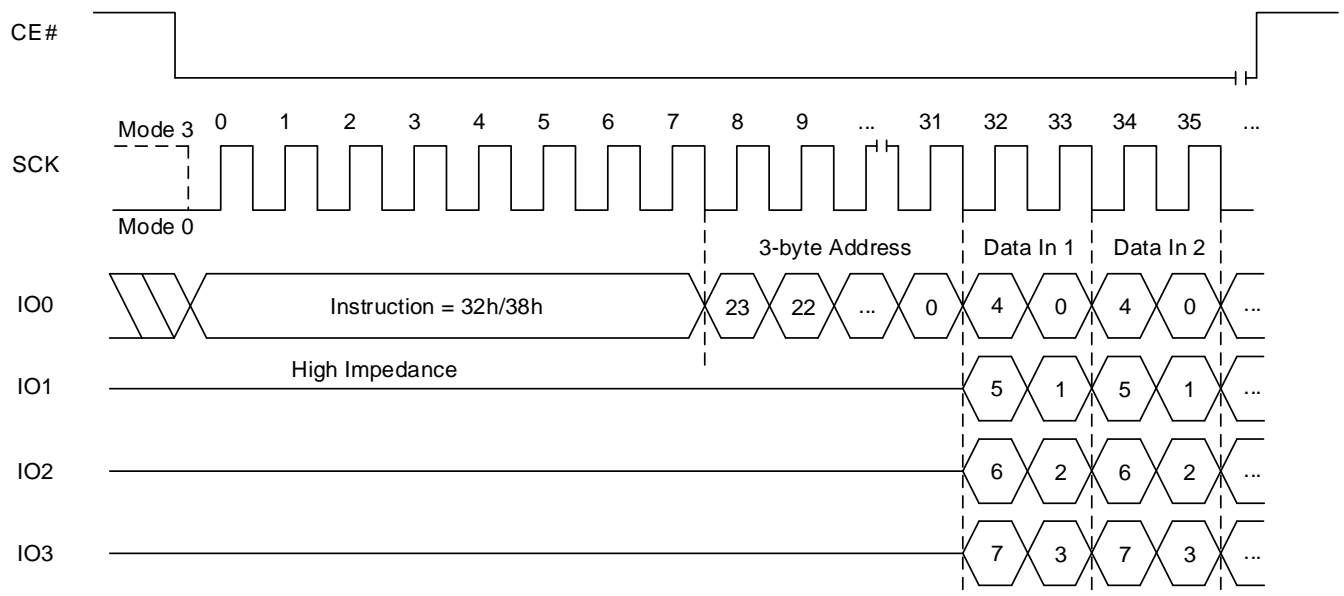 CE#
Mode 3 0 1 2 3 4 5 6 7 8 9 ... 31 32 33 34 35 ...
SCK
Mode 0
3-byte Address Data In 1 Data In 2
IO0 Instruction = 32h/38h 23 22 ... 0 4 0 4 0 ...
High Impedance
IO1 5 1 5 1 ...
IO2 6 2 6 2 ...
IO3 7 3 7 3 ...